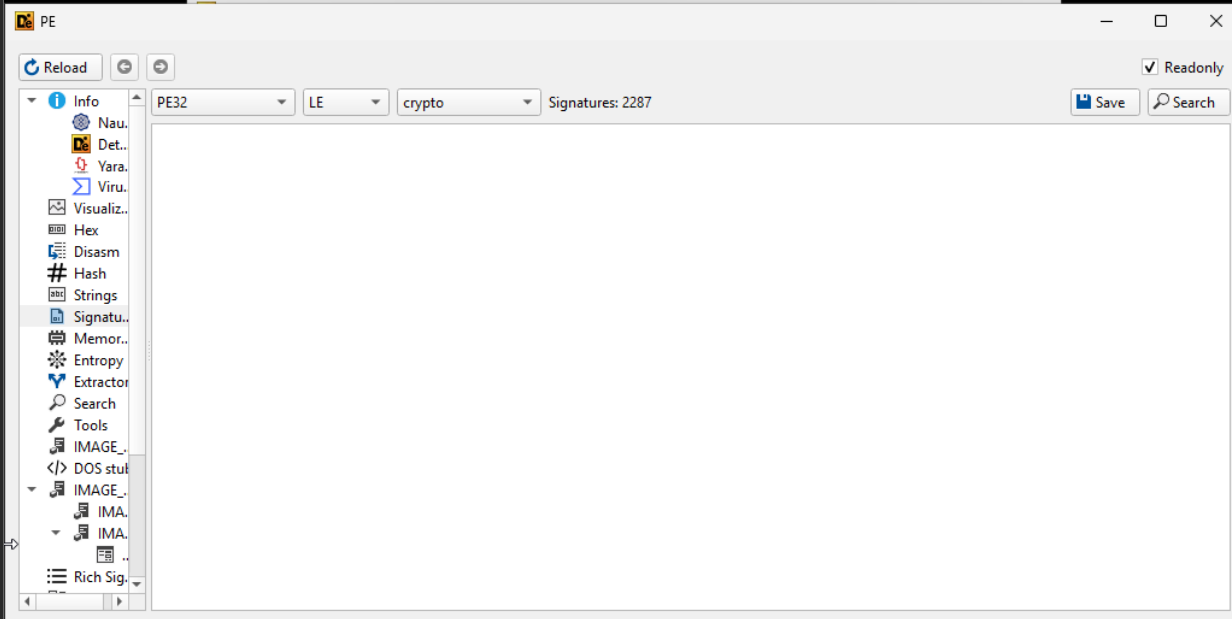 PE
Reload
Readonly
Info
PE32 LE crypto Signatures: 2287 Save Search
Nau.
Det..
Yara.
Viru.
Visualiz..
Hex
Disasm
Hash
Strings
Signatu..
Memor..
Entropy
Extractor
Search
Tools
IMAGE_..
DOS stub
IMAGE_..
IMA.
IMA.
..
Rich Sig.